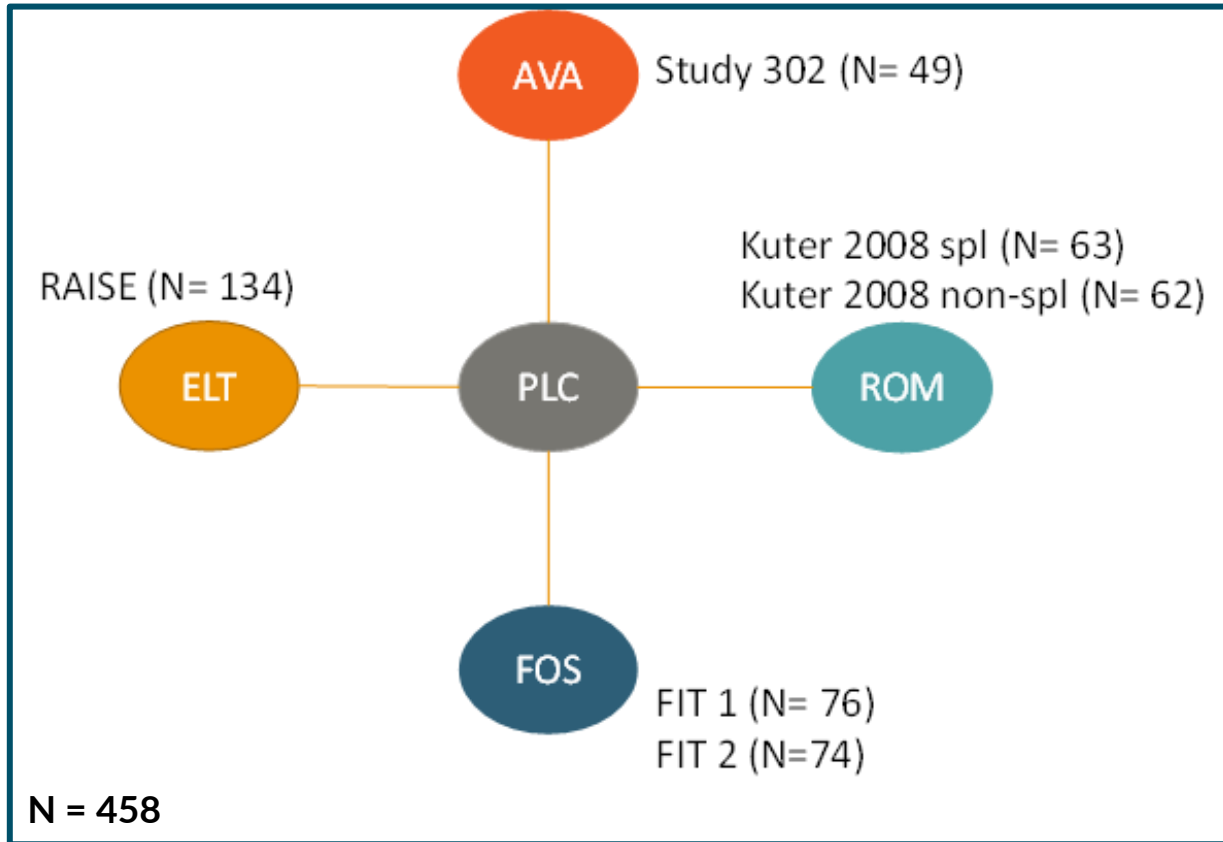 AVA
Study 302 (N= 49)
Kuter 2008 spl (N= 63)
Kuter 2008 non-spl (N= 62)
RAISE (N= 134)
ELT
PLC
ROM
FOS
FIT 1 (N= 76)
FIT 2 (N=74)
N = 458